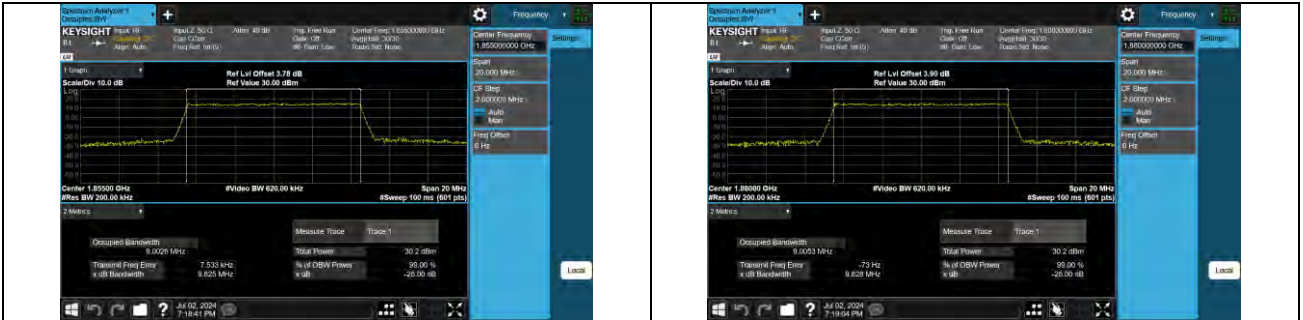 Spectrum Analyzer 1
Occupied BW
Frequency
KEYSIGHT
Input: RF
Input Z: 50 Ω
Atten: 40 dB
Trig: Free Run
Center Freq: 1.855000000 GHz
Align: Auto
Gate: Off
Radio Std: None
Center Frequency
1.855000000 GHz
Settings
Span
20.000 MHz
CF Step
2.000000 MHz
Auto
Man
Freq Offset
0 Hz
1 Graph
Scale/Div 10.0 dB
Ref Lvl Offset 3.78 dB
Ref Value 30.00 dBm
Log
Center 1.85500 GHz
#Video BW 620.00 kHz
Span 20 MHz
#Res BW 200.00 kHz
#Sweep 100 ms (601 pts)
2 Metrics
Measure Trace
Trace 1
Occupied Bandwidth
9.0026 MHz
Total Power
30.2 dBm
Transmit Freq Error
7.533 kHz
% of OBW Power
99.00 %
x dB Bandwidth
9.825 MHz
x dB
-26.00 dB
Local
Jul 02, 2024
7:18:41 PM
Spectrum Analyzer 1
Occupied BW
Frequency
KEYSIGHT
Input: RF
Input Z: 50 Ω
Atten: 40 dB
Trig: Free Run
Center Freq: 1.880000000 GHz
Align: Auto
Gate: Off
Radio Std: None
Center Frequency
1.880000000 GHz
Settings
Span
20.000 MHz
CF Step
2.000000 MHz
Auto
Man
Freq Offset
0 Hz
1 Graph
Scale/Div 10.0 dB
Ref Lvl Offset 3.90 dB
Ref Value 30.00 dBm
Log
Center 1.88000 GHz
#Video BW 620.00 kHz
Span 20 MHz
#Res BW 200.00 kHz
#Sweep 100 ms (601 pts)
2 Metrics
Measure Trace
Trace 1
Occupied Bandwidth
9.0053 MHz
Total Power
30.2 dBm
Transmit Freq Error
-73 Hz
% of OBW Power
99.00 %
x dB Bandwidth
9.828 MHz
x dB
-26.00 dB
Local
Jul 02, 2024
7:19:04 PM